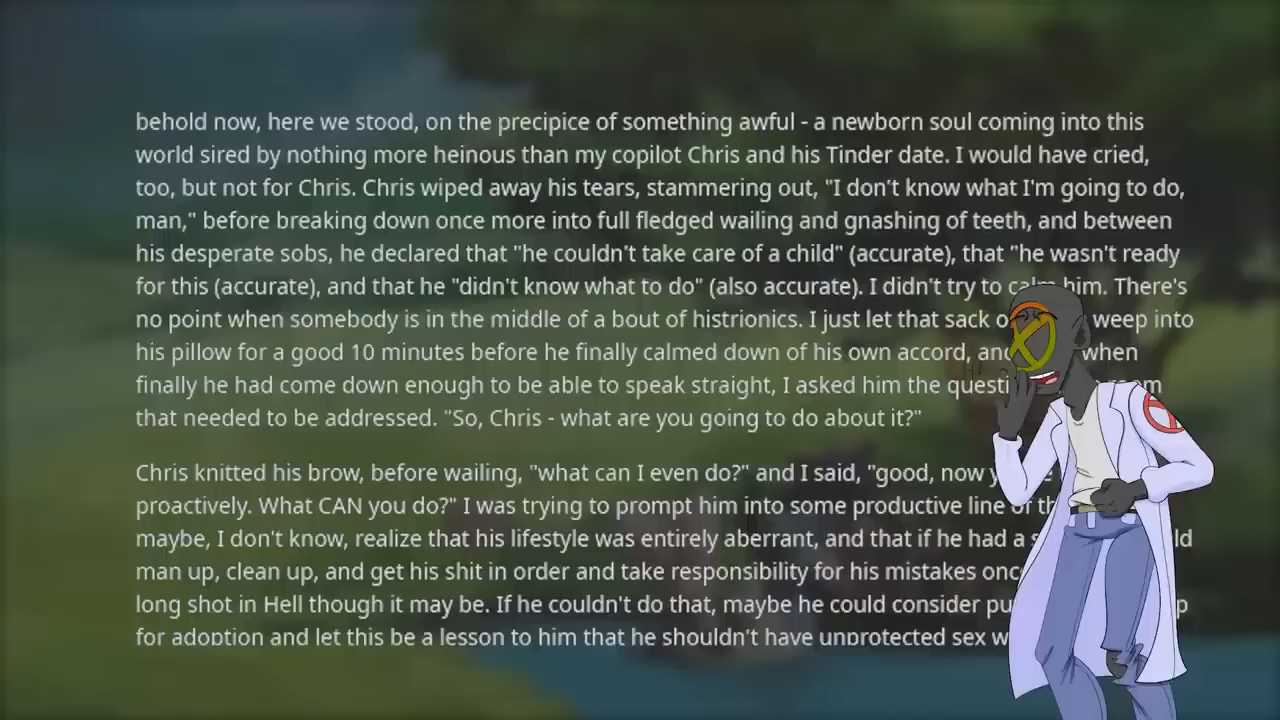 behold now, here we stood, on the precipice of something awful - a newborn soul coming into this
world sired by nothing more heinous than my copilot Chris and his Tinder date. I would have cried,
too, but not for Chris. Chris wiped away his tears, stammering out, "I don't know what I'm going to do,
man," before breaking down once more into full fledged wailing and gnashing of teeth, and between
his desperate sobs, he declared that "he couldn't take care of a child" (accurate), that "he wasn't ready
for this (accurate), and that he "didn't know what to do" (also accurate). I didn't try to calm him. There's
no point when somebody is in the middle of a bout of histrionics. I just let that sack weep into
his pillow for a good 10 minutes before he finally calmed down of his own accord, and when
finally he had come down enough to be able to speak straight, I asked him the
that needed to be addressed. "So, Chris - what are you going to do about it?"
Chris knitted his brow, before wailing, "what can I even do?" and I said, "good, now
proactively. What CAN you do?" I was trying to prompt him into some productive line of
maybe, I don't know, realize that his lifestyle was entirely aberrant, and that if he had a
man up, clean up, and get his shit in order and take responsibility for his mistakes
long shot in Hell though it may be. If he couldn't do that, maybe he could consider
for adoption and let this be a lesson to him that he shouldn't have unprotected sex